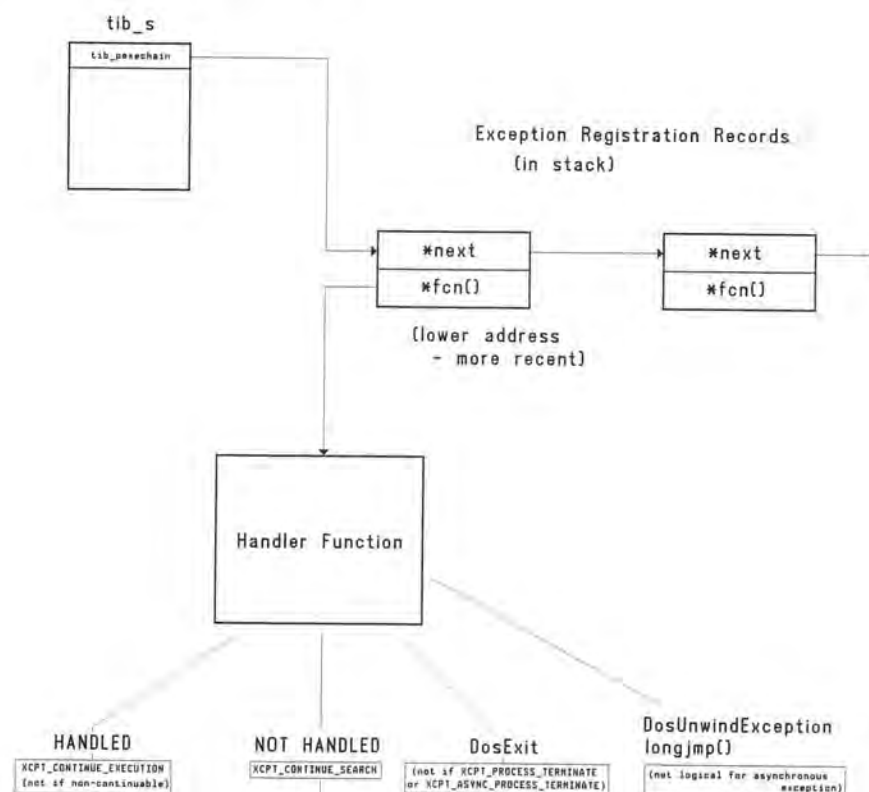 tib_s
tib_pexechain
Exception Registration Records
(in stack)
*next
*next
*fcn()
*fcn()
(lower address
- more recent)
Handler Function
HANDLED
XCPT_CONTINUE_EXECUTION
(not if non-continuable)
NOT HANDLED
XCPT_CONTINUE_SEARCH
DosExit
(not if XCPT_PROCESS_TERMINATE
or XCPT_ASYNC_PROCESS_TERMINATE)
DosUnwindException
longjmp()
(not logical for asynchronous
exception)